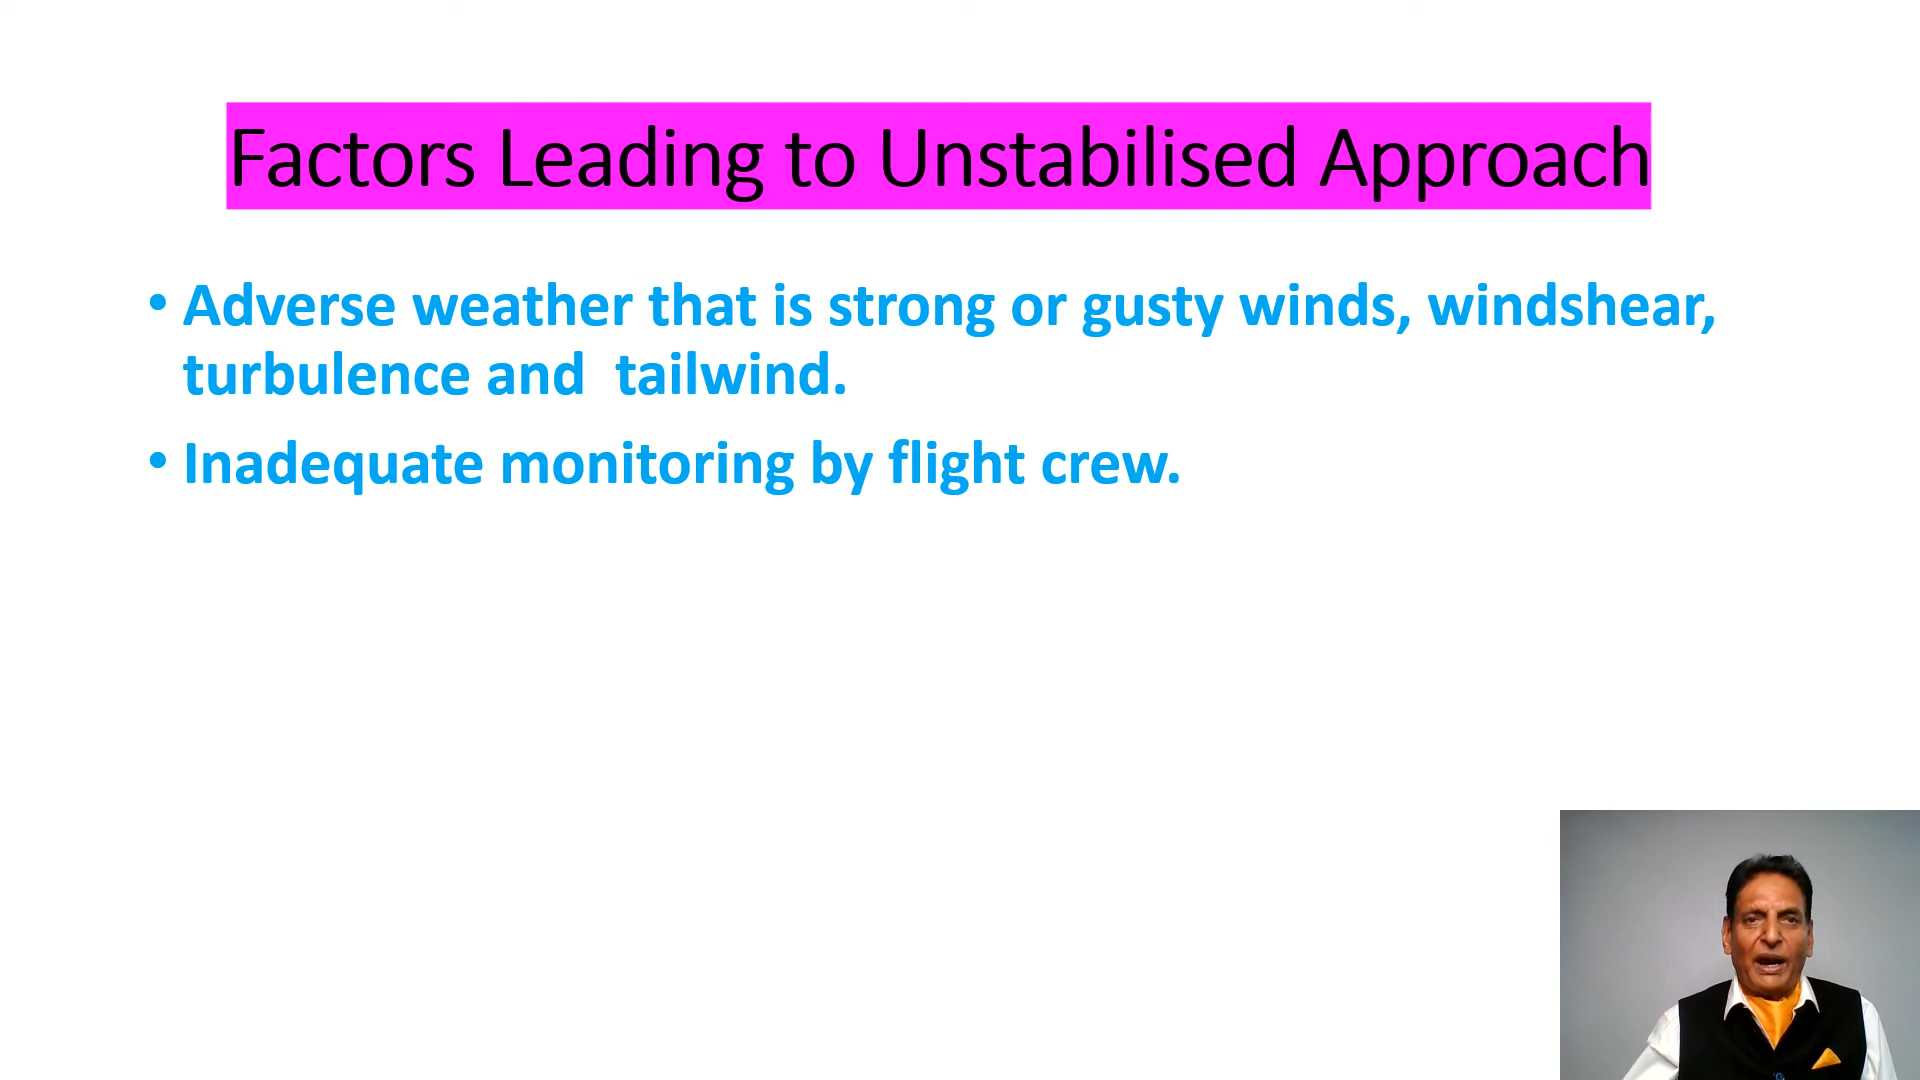 Factors Leading to Unstabilised Approach
• Adverse weather that is strong or gusty winds, windshear,
turbulence and  tailwind.
• Inadequate monitoring by flight crew.